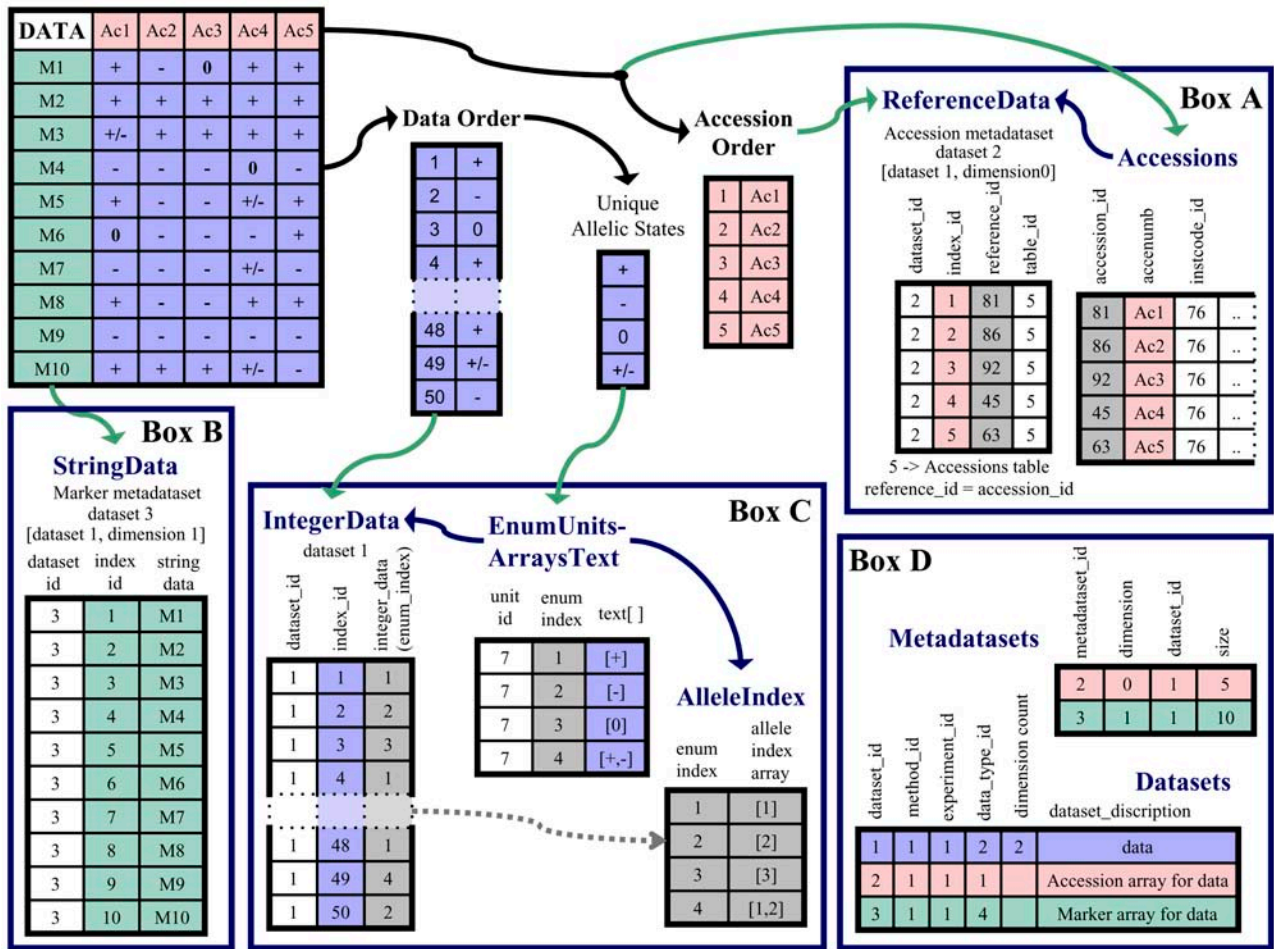 DATA Ac1 Ac2 Ac3 Ac4 Ac5
M1 + - 0 + +
M2 + + + + +
M3 +/- + + + +
M4 - - - 0 -
M5 + - - +/- +
M6 0 - - - +
M7 - - - +/- -
M8 + - - + +
M9 - - - - -
M10 + + + +/- -
Data Order
1 +
2 -
3 0
4 +
48 +
49 +/-
50 -
Unique
Allelic States
+
-
0
+/-
Accession
Order
1 Ac1
2 Ac2
3 Ac3
4 Ac4
5 Ac5
Box A
ReferenceData
Accession metadataset
dataset 2
[dataset 1, dimension0]
Accessions
dataset_id index_id reference_id table_id
2 1 81 5
2 2 86 5
2 3 92 5
2 4 45 5
2 5 63 5
5 -> Accessions table
reference_id = accession_id
accession_id accenumb instcode_id
81 Ac1 76 ..
86 Ac2 76 ..
92 Ac3 76 ..
45 Ac4 76 ..
63 Ac5 76 ..
Box B
StringData
Marker metadataset
dataset 3
[dataset 1, dimension 1]
dataset index string
id id data
3 1 M1
3 2 M2
3 3 M3
3 4 M4
3 5 M5
3 6 M6
3 7 M7
3 8 M8
3 9 M9
3 10 M10
Box C
IntegerData
dataset 1
dataset_id index_id integer_data
(enum_index)
1 1 1
1 2 2
1 3 3
1 4 1
1 48 1
1 49 4
1 50 2
EnumUnits-
ArraysText
unit enum text[ ]
id index
7 1 [+]
7 2 [-]
7 3 [0]
7 4 [+,-]
AlleleIndex
enum
index
allele
index
array
1 [1]
2 [2]
3 [3]
4 [1,2]
Box D
Metadatasets
metadataset_id dimension dataset_id size
2 0 1 5
3 1 1 10
Datasets
dataset_id method_id experiment_id data_type_id dimension count dataset_discription
1 1 1 2 2 data
2 1 1 1 Accession array for data
3 1 1 4 Marker array for data